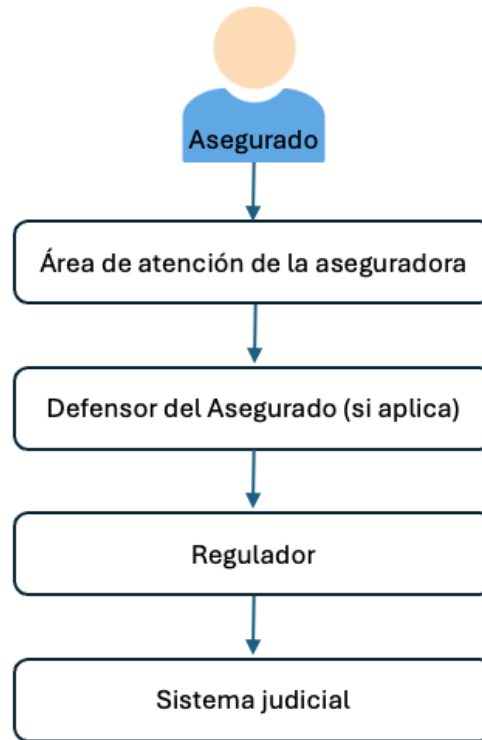 Asegurado
Área de atención de la aseguradora
Defensor del Asegurado (si aplica)
Regulador
Sistema judicial